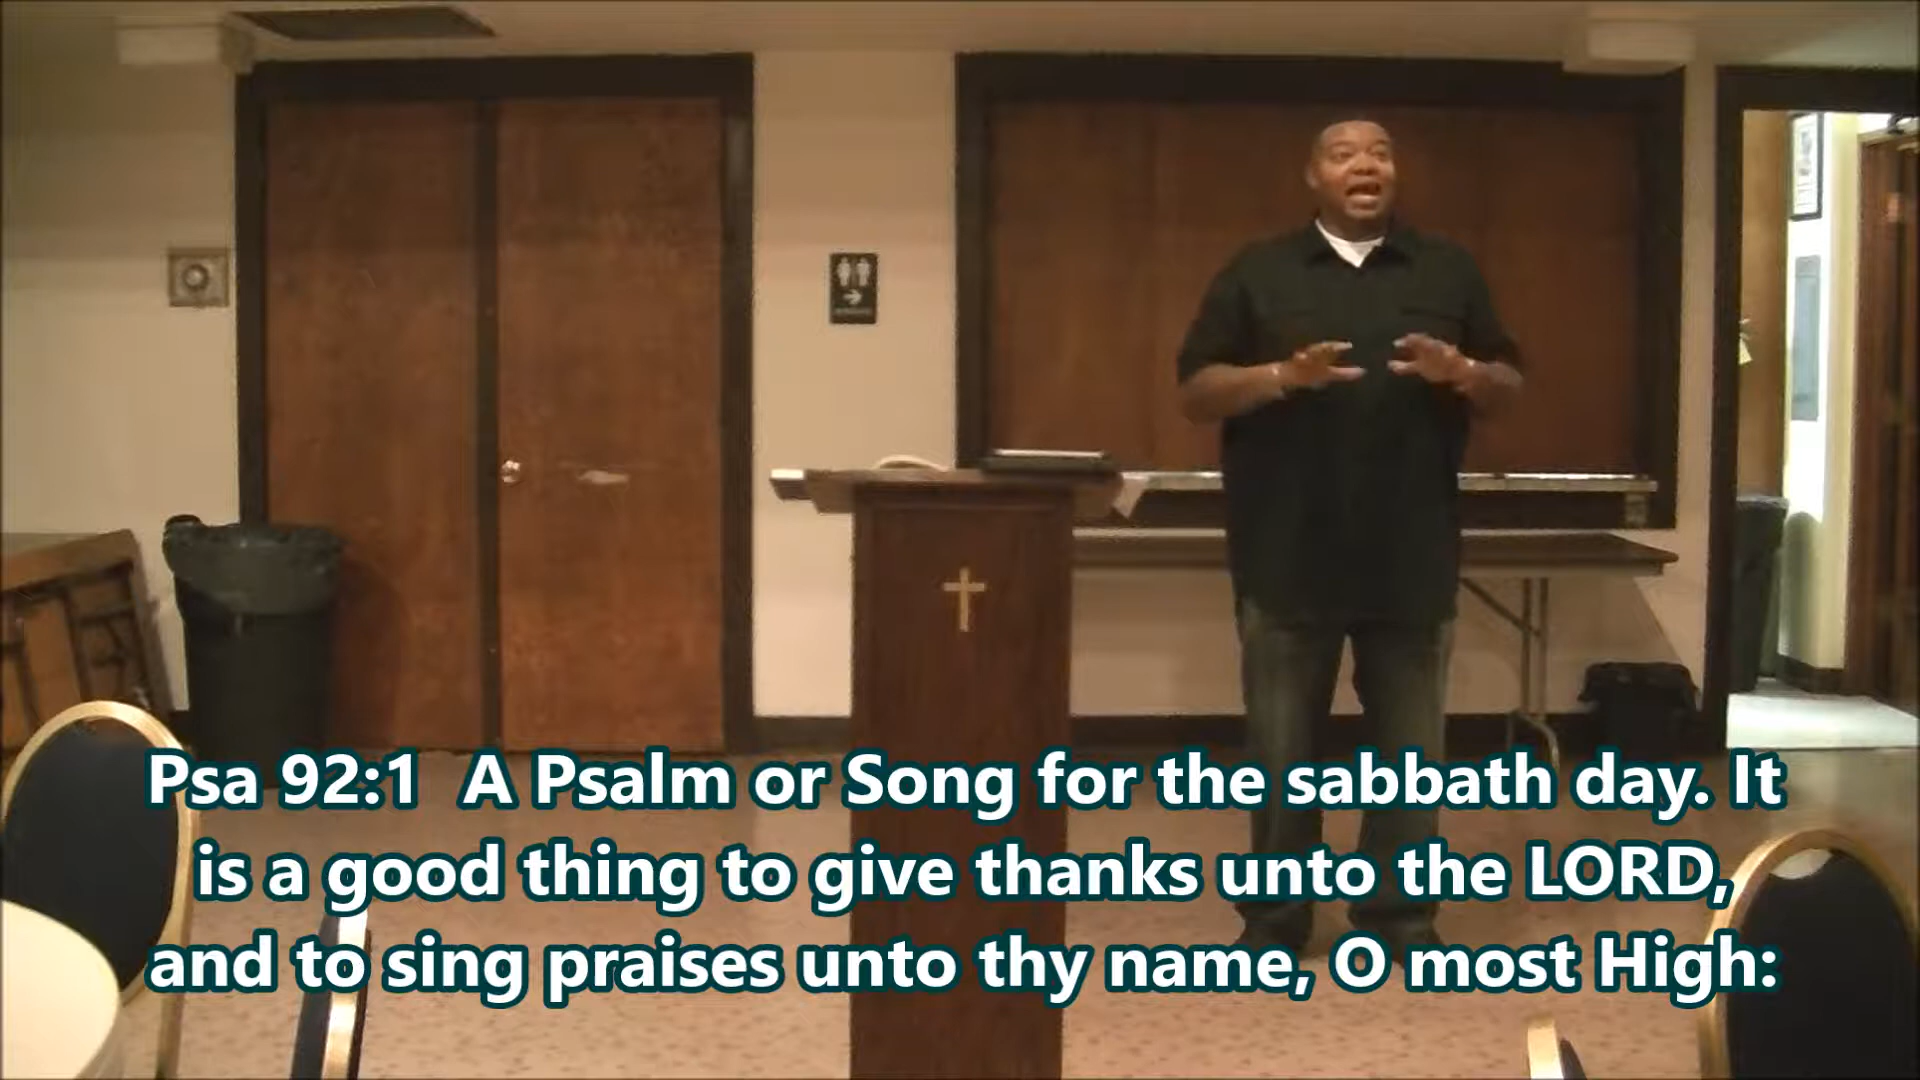 Psa 92:1 A Psalm or Song for the sabbath day. It
is a good thing to give thanks unto the LORD,
and to sing praises unto thy name, O most High: